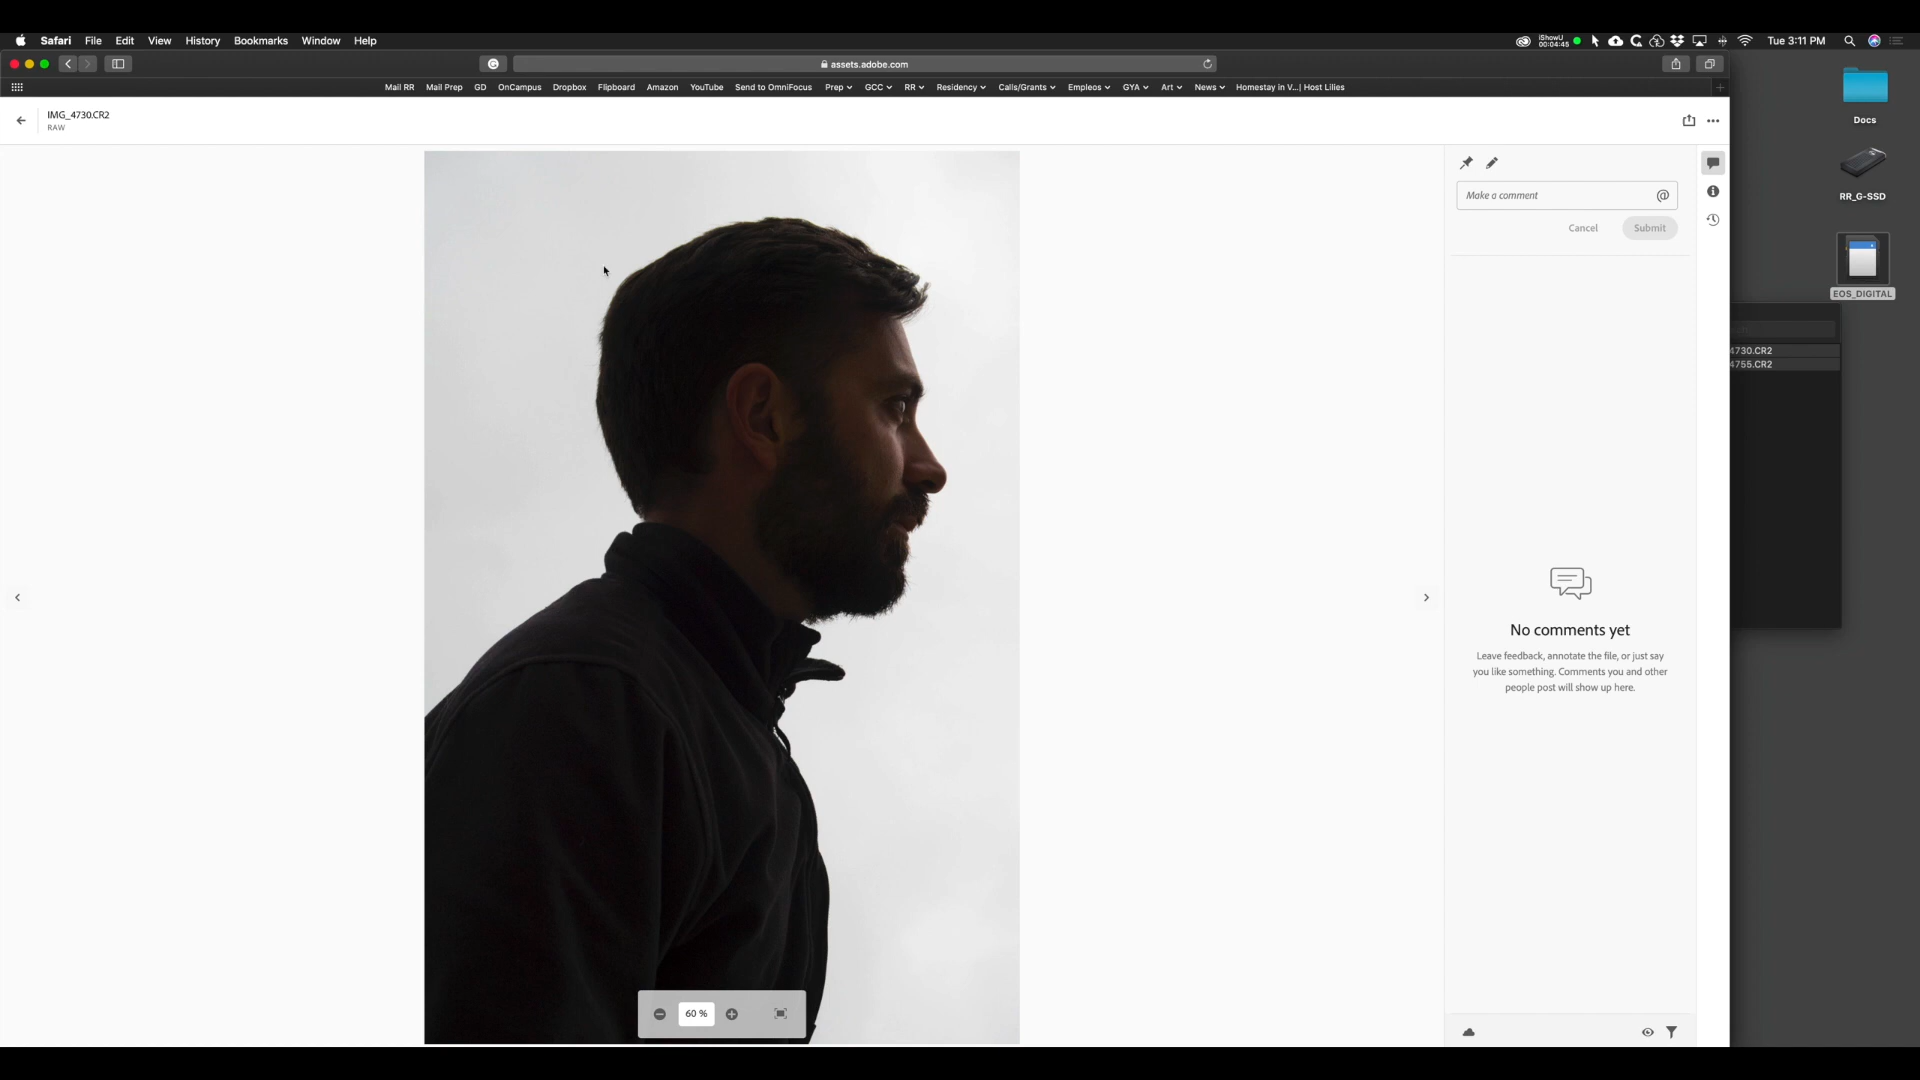 Safari File Edit View History Bookmarks Window Help
iShowU
00:04:45
Tue 3:11 PM
assets.adobe.com
Mail RR Mail Prep GD OnCampus Dropbox Flipboard Amazon YouTube Send to OmniFocus Prep GCC RR Residency Calls/Grants Empleos GYA Art News Homestay in V...| Host Lilies
IMG_4730.CR2
RAW
Docs
RR_G-SSD
EOS_DIGITAL
Make a comment @
Cancel Submit
4730.CR2
4755.CR2
No comments yet
Leave feedback, annotate the file, or just say
you like something. Comments you and other
people post will show up here.
60 %